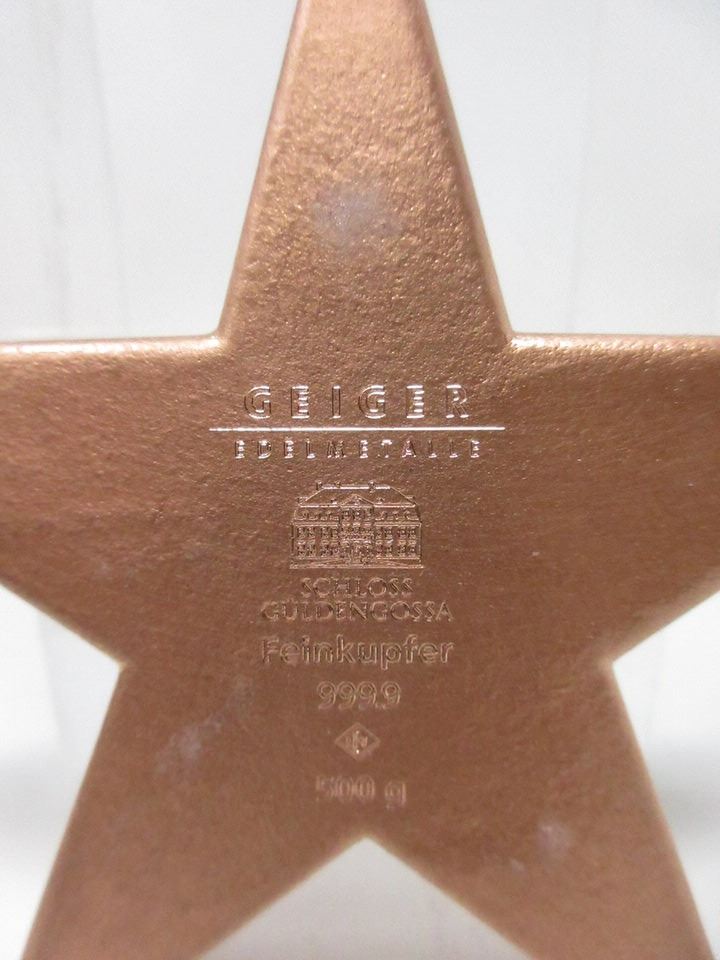 GEIGER
EDELMETALLE
SCHLOSS
GÜLDENGOSSA
Feinkupfer
999.9
500 g